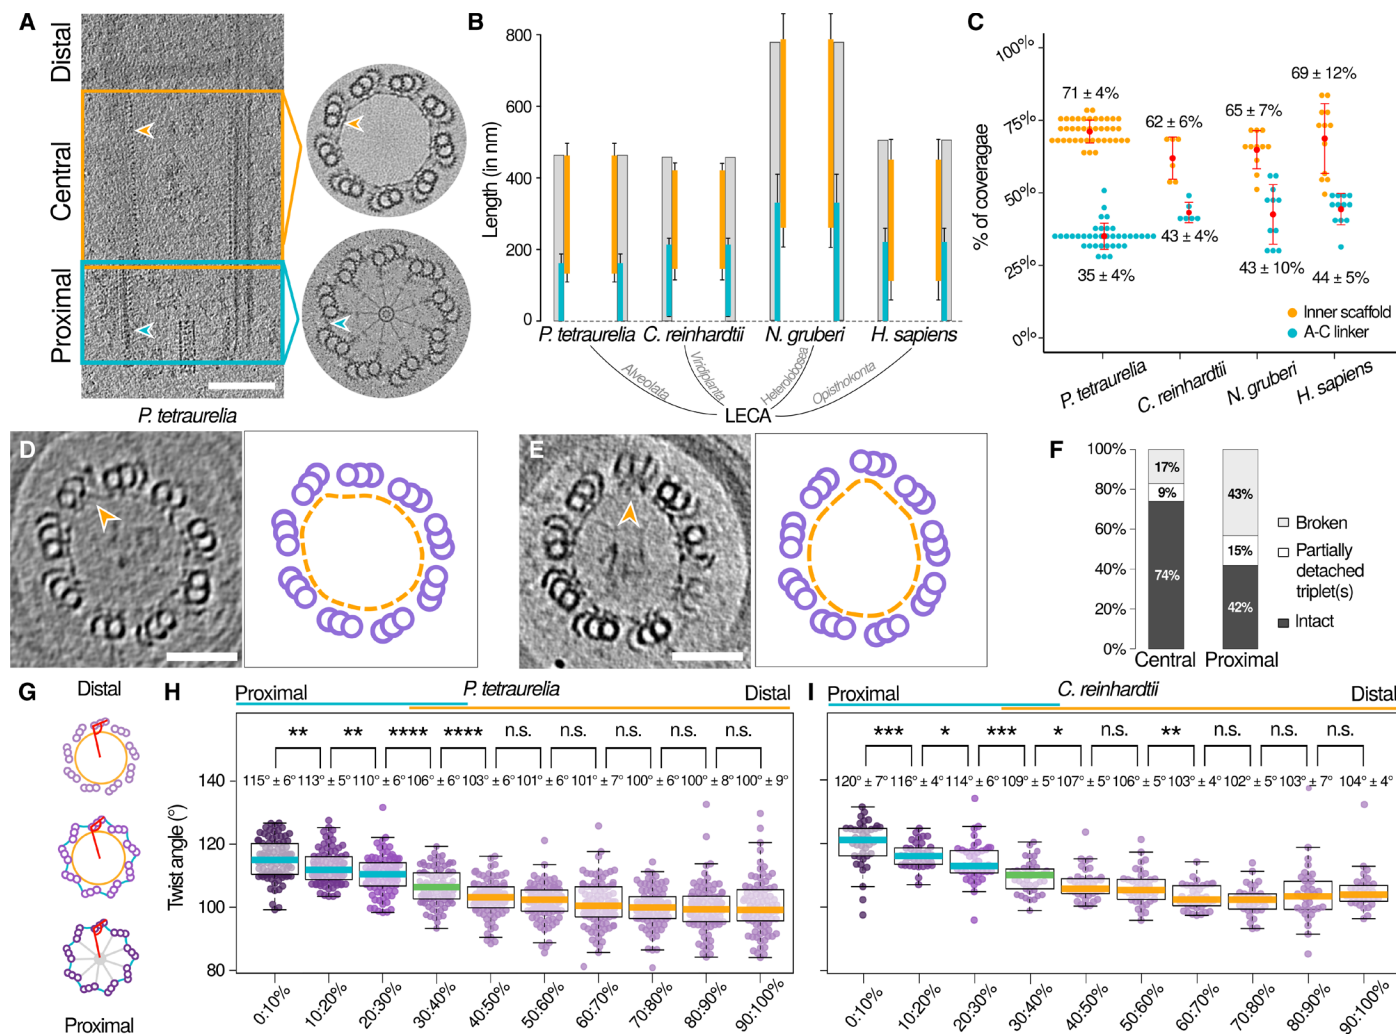 A
Distal
Central
Proximal
P. tetraurelia
B
Length (in nm)
800
600
400
200
0
P. tetraurelia
C. reinhardtii
N. gruberi
H. sapiens
Alveolata
Viridiplanta
Heterolobosea
Opisthokonta
LECA
C
% of coveragae
100%
75%
50%
25%
0%
71 ± 4%
62 ± 6%
65 ± 7%
69 ± 12%
35 ± 4%
43 ± 4%
43 ± 10%
44 ± 5%
Inner scaffold
A-C linker
P. tetraurelia
C. reinhardtii
N. gruberi
H. sapiens
D
E
F
100%
80%
60%
40%
20%
0%
17%
9%
74%
43%
15%
42%
Central
Proximal
Broken
Partially
detached
triplet(s)
Intact
G
Distal
Proximal
H
Proximal
P. tetraurelia
Distal
** ** **** **** n.s. n.s. n.s. n.s. n.s.
115° ± 6° 113° ± 5° 110° ± 6° 106° ± 6° 103° ± 6° 101° ± 6° 101° ± 7° 100° ± 6° 100° ± 8° 100° ± 9°
Twist angle (°)
140
120
100
80
0:10%
10:20%
20:30%
30:40%
40:50%
50:60%
60:70%
70:80%
80:90%
90:100%
I
Proximal
C. reinhardtii
Distal
*** * *** * n.s. ** n.s. n.s. n.s.
120° ± 7° 116° ± 4° 114° ± 6° 109° ± 5° 107° ± 5° 106° ± 5° 103° ± 4° 102° ± 5° 103° ± 7° 104° ± 4°
0:10%
10:20%
20:30%
30:40%
40:50%
50:60%
60:70%
70:80%
80:90%
90:100%